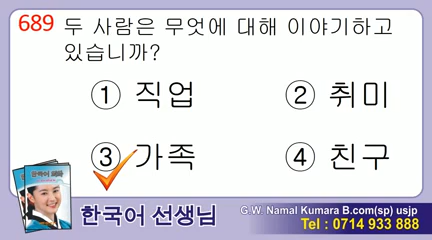 689 두 사람은 무엇에 대해 이야기하고
있습니까?
① 직업 ② 취미
③ 가족 ④ 친구
한국어 선생님
G.W. Namal Kumara B.com(sp) usjp
Tel : 0714 933 888